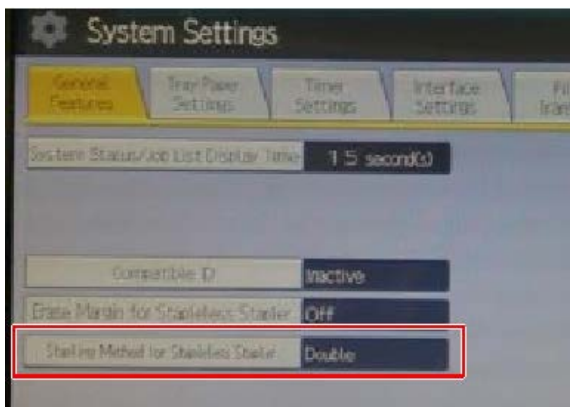 System Settings
General
Features
Tray Paper
Settings
Timer
Settings
Interface
Settings
System Status/Job List Display Time
15 second(s)
Compatible ID
Inactive
Erase Margin for Stapleless Stapler
Off
Stapling Method for Stapleless Stapler
Double